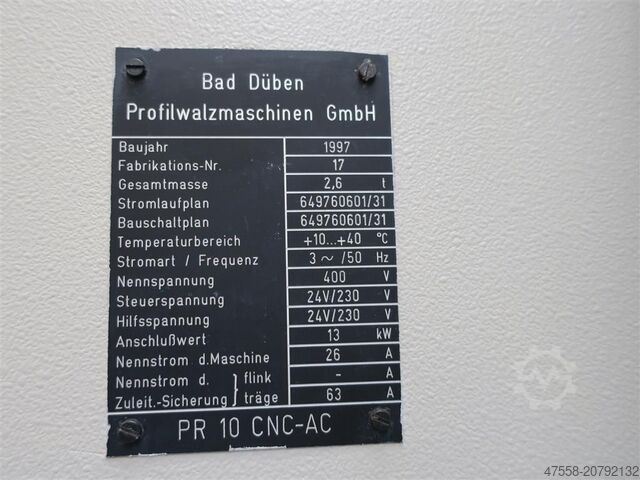 Bad Düben
Profilwalzmaschinen GmbH
Baujahr 1997
Fabrikations-Nr. 17
Gesamtmasse 2,6 t
Stromlaufplan 649760601/31
Bauschaltplan 649760601/31
Temperaturbereich +10...+40 °C
Stromart / Frequenz 3 ~ /50 Hz
Nennspannung 400 V
Steuerspannung 24V/230 V
Hilfsspannung 24V/230 V
Anschlußwert 13 kW
Nennstrom d.Maschine 26 A
Nennstrom d. } flink - A
Zuleit.-Sicherung } träge 63 A
PR 10 CNC-AC
47558-20792132